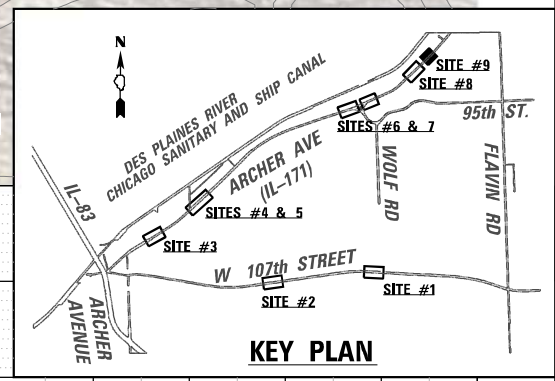 N
DES PLAINES RIVER
CHICAGO SANITARY AND SHIP CANAL
SITE #9
SITE #8
95th ST.
SITES #6 & 7
ARCHER AVE
(IL-171)
WOLF RD
FLAVIN RD
IL-83
SITES #4 & 5
SITE #3
W 107th STREET
SITE #1
SITE #2
ARCHER
AVENUE
KEY PLAN